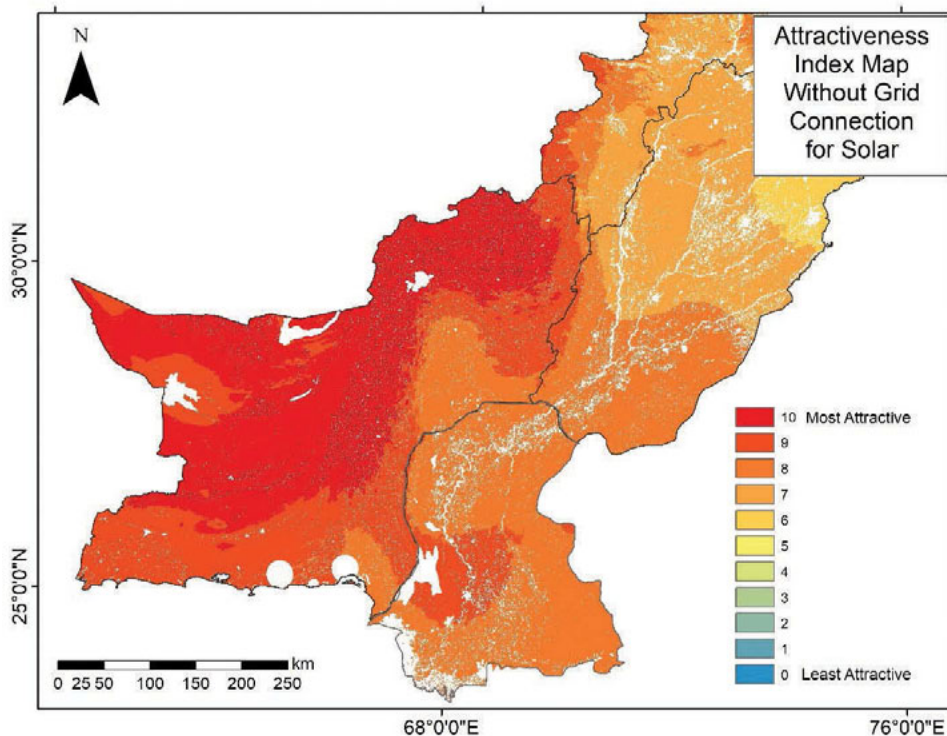 N
Attractiveness
Index Map
Without Grid
Connection
for Solar
30°0'0"N
25°0'0"N
10 Most Attractive
9
8
7
6
5
4
3
2
1
0 Least Attractive
km
0 25 50 100 150 200 250
68°0'0"E
76°0'0"E